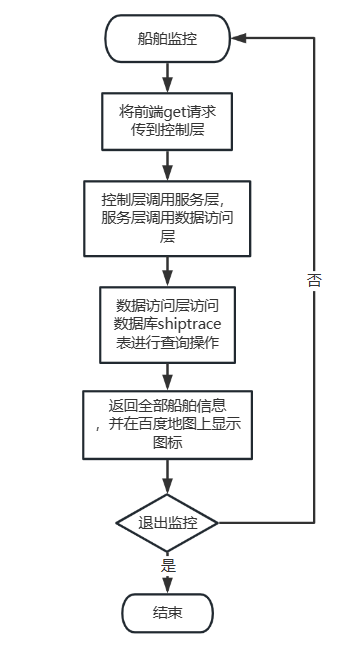 船舶监控
将前端get请求
传到控制层
控制层调用服务层，
服务层调用数据访问
层
数据访问层访问
数据库shiptrace
表进行查询操作
返回全部船舶信息
，并在百度地图上显示
图标
退出监控
否
是
结束